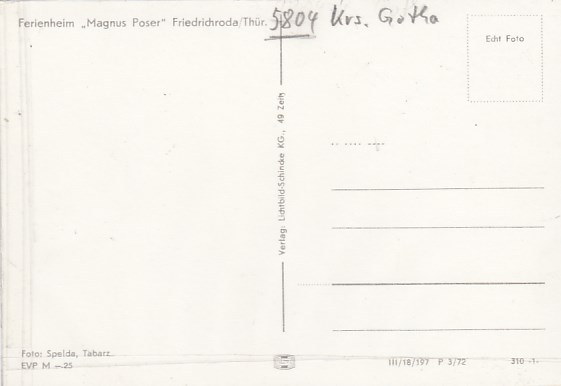 Ferienheim „Magnus Poser" Friedrichroda/Thür. 5804 Krs. Gotha
Echt Foto
Verlag: Lichtbild-Schincke KG., 49 Zeitz
Foto: Spelda, Tabarz
EVP M –.25
III/18/197 P 3/72 310 -1-